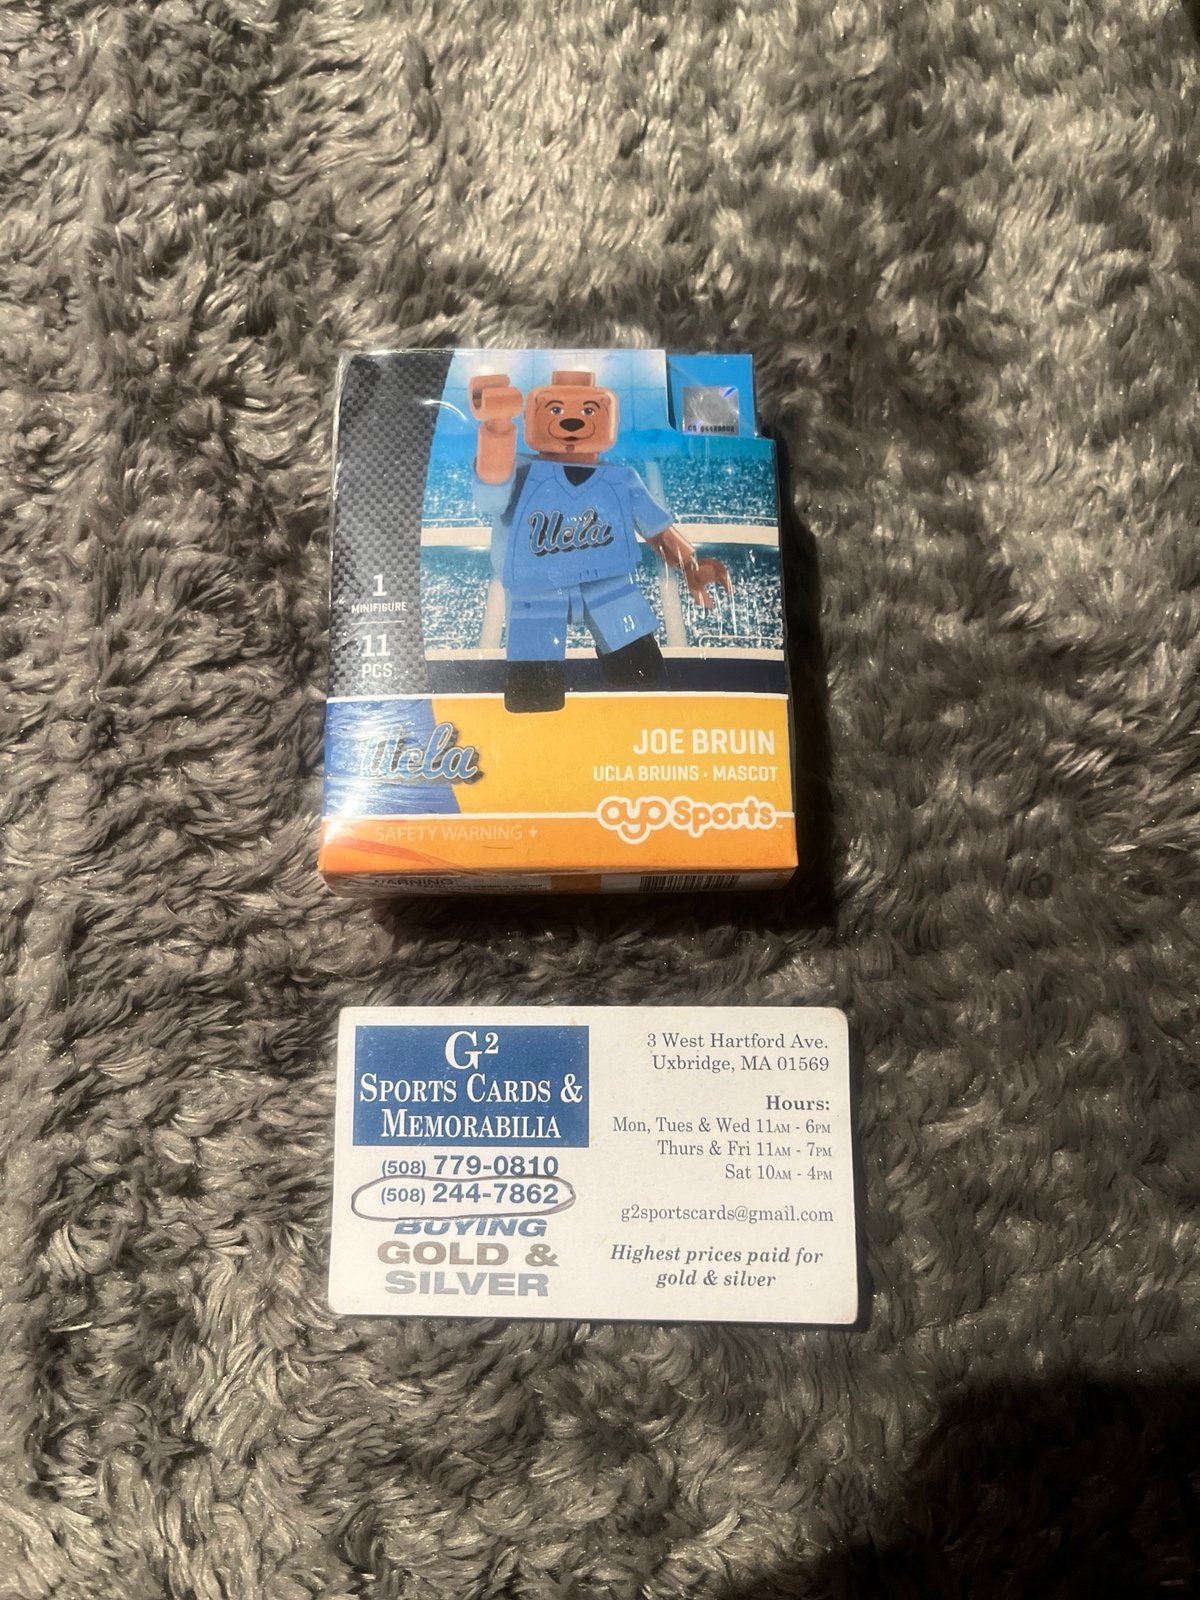 Ucla
1
MINIFIGURE
11
PCS
Ucla
JOE BRUIN
UCLA BRUINS · MASCOT
oyo Sports
SAFETY WARNING
WARNING
G²
SPORTS CARDS &
MEMORABILIA
(508) 779-0810
(508) 244-7862
BUYING
GOLD &
SILVER
3 West Hartford Ave.
Uxbridge, MA 01569
Hours:
Mon, Tues & Wed 11AM - 6PM
Thurs & Fri 11AM - 7PM
Sat 10AM - 4PM
g2sportscards@gmail.com
Highest prices paid for
gold & silver